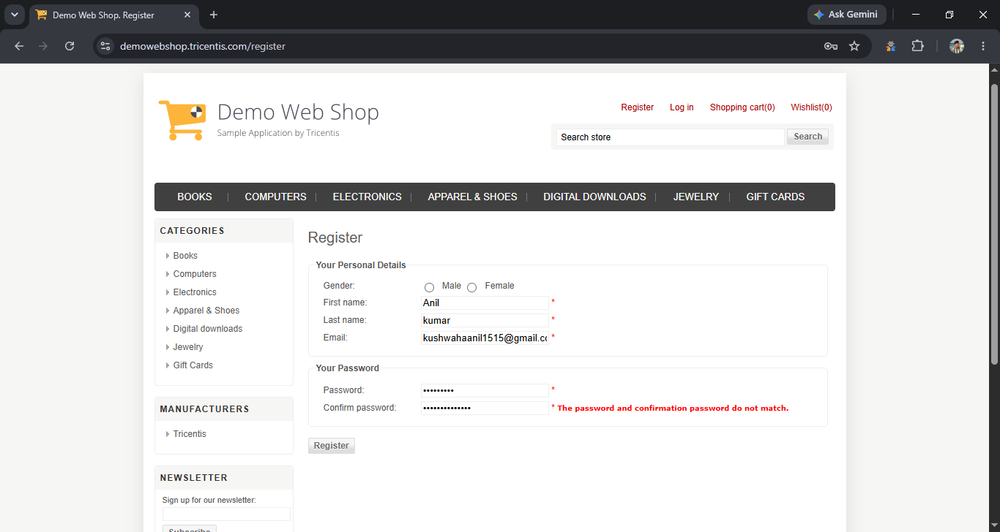 Demo Web Shop. Register
Ask Gemini
demowebshop.tricentis.com/register
Demo Web Shop
Sample Application by Tricentis
Register Log in Shopping cart(0) Wishlist(0)
Search store Search
BOOKS COMPUTERS ELECTRONICS APPAREL & SHOES DIGITAL DOWNLOADS JEWELRY GIFT CARDS
CATEGORIES
Books
Computers
Electronics
Apparel & Shoes
Digital downloads
Jewelry
Gift Cards
MANUFACTURERS
Tricentis
NEWSLETTER
Sign up for our newsletter:
Subscribe
Register
Your Personal Details
Gender: Male Female
First name: Anil *
Last name: kumar *
Email: kushwahaanil1515@gmail.co *
Your Password
Password: ••••••••• *
Confirm password: •••••••••••••• * The password and confirmation password do not match.
Register